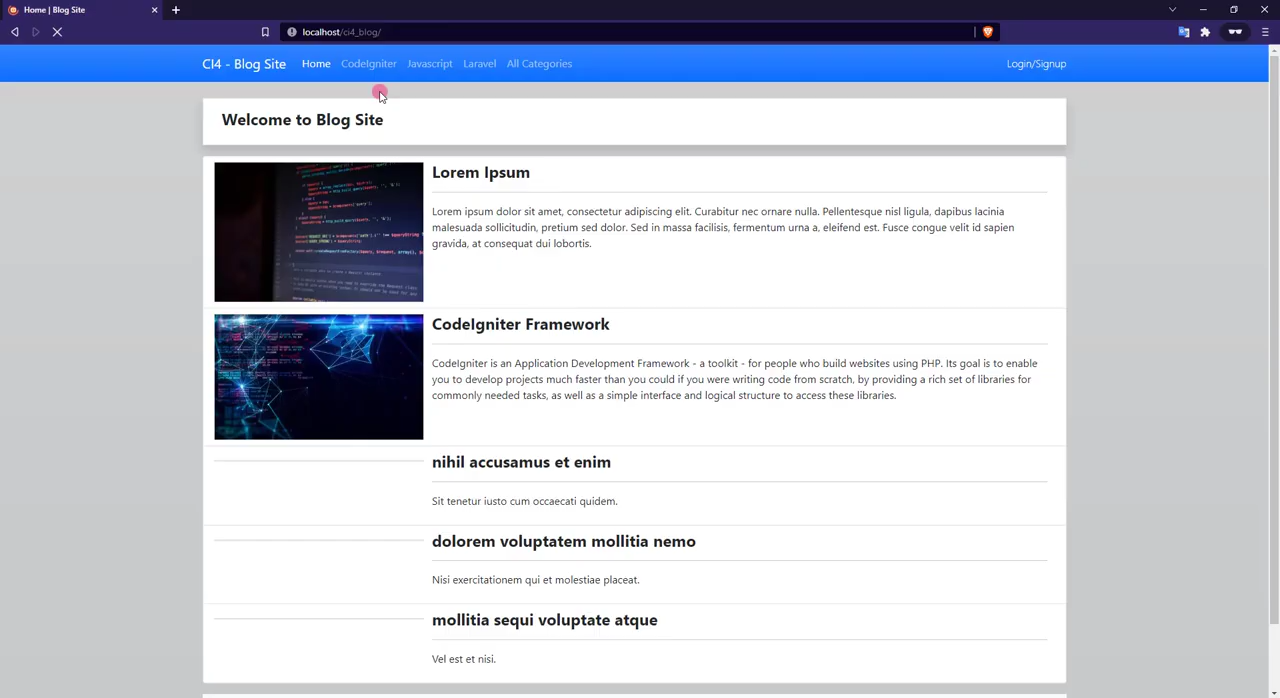 Home | Blog Site
localhost/ci4_blog/
CI4 - Blog Site
Home
CodeIgniter
Javascript
Laravel
All Categories
Login/Signup
Welcome to Blog Site
Lorem Ipsum
Lorem ipsum dolor sit amet, consectetur adipiscing elit. Curabitur nec ornare nulla. Pellentesque nisl ligula, dapibus lacinia
malesuada sollicitudin, pretium sed dolor. Sed in massa facilisis, fermentum urna a, eleifend est. Fusce congue velit id sapien
gravida, at consequat dui lobortis.
CodeIgniter Framework
CodeIgniter is an Application Development Framework - a toolkit - for people who build websites using PHP. Its goal is to enable
you to develop projects much faster than you could if you were writing code from scratch, by providing a rich set of libraries for
commonly needed tasks, as well as a simple interface and logical structure to access these libraries.
nihil accusamus et enim
Sit tenetur iusto cum occaecati quidem.
dolorem voluptatem mollitia nemo
Nisi exercitationem qui et molestiae placeat.
mollitia sequi voluptate atque
Vel est et nisi.